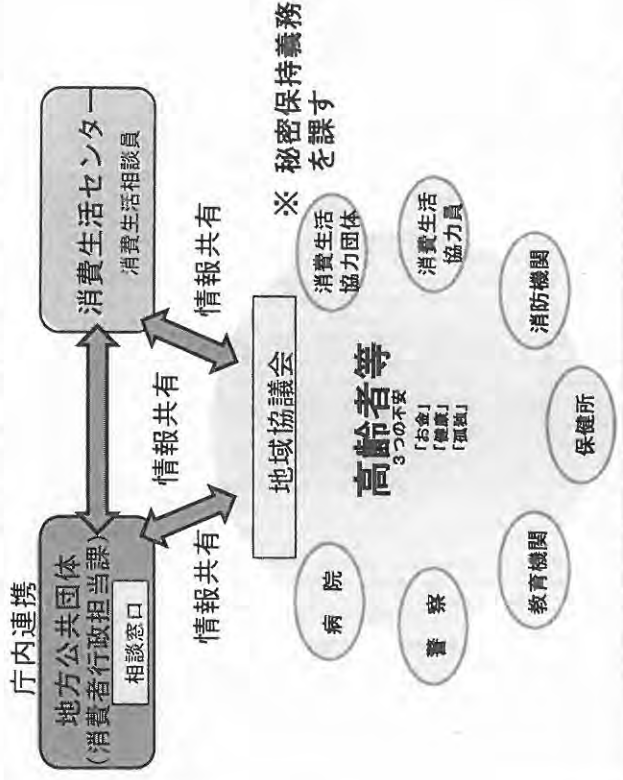 庁内連携
地方公共団体
（消費者行政担当課）
相談窓口
消費生活センター
消費生活相談員
情報共有
情報共有
情報共有
※ 秘密保持義務
を課す
地域協議会
高齢者等
３つの不安
「お金」
「健康」
「孤独」
病 院
警 察
教育機関
保健所
消防機関
消費生活
協力員
消費生活
協力団体